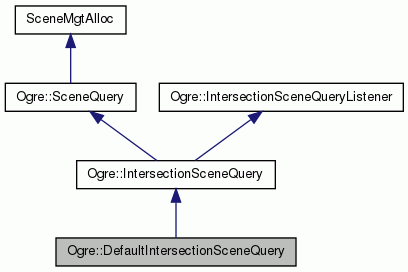 SceneMgtAlloc
Ogre::SceneQuery
Ogre::IntersectionSceneQueryListener
Ogre::IntersectionSceneQuery
Ogre::DefaultIntersectionSceneQuery